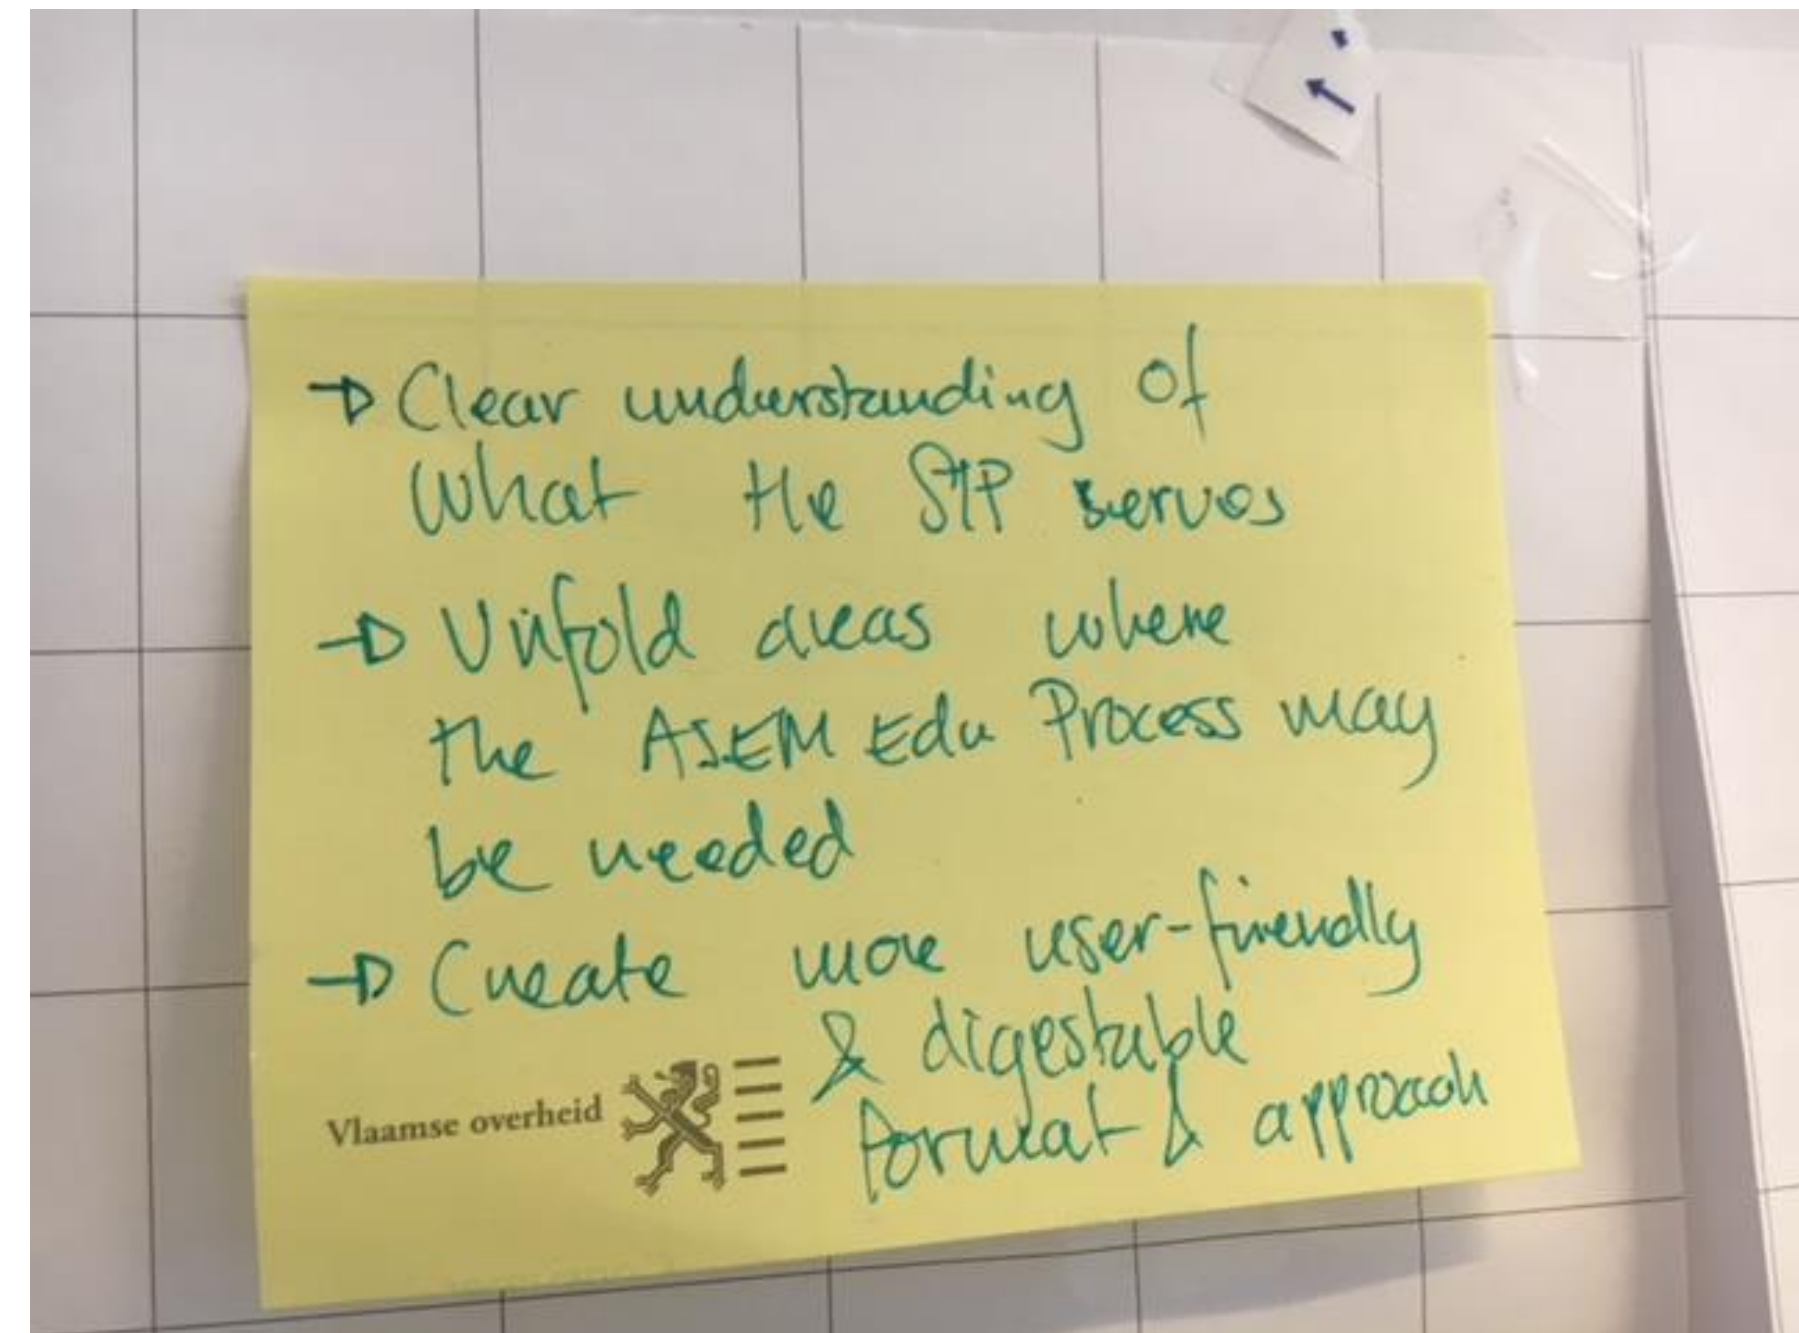 → Clear understanding of
what the STP serves
→ Unfold areas where
the ASEM Edu Process may
be needed
→ Create more user-friendly
& digestable
format & approach
Vlaamse overheid